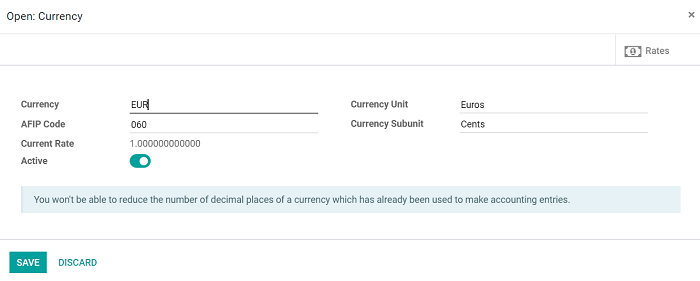 Open: Currency ×
Rates
Currency EUR Currency Unit Euros
AFIP Code 060 Currency Subunit Cents
Current Rate 1.000000000000
Active
You won't be able to reduce the number of decimal places of a currency which has already been used to make accounting entries.
SAVE DISCARD